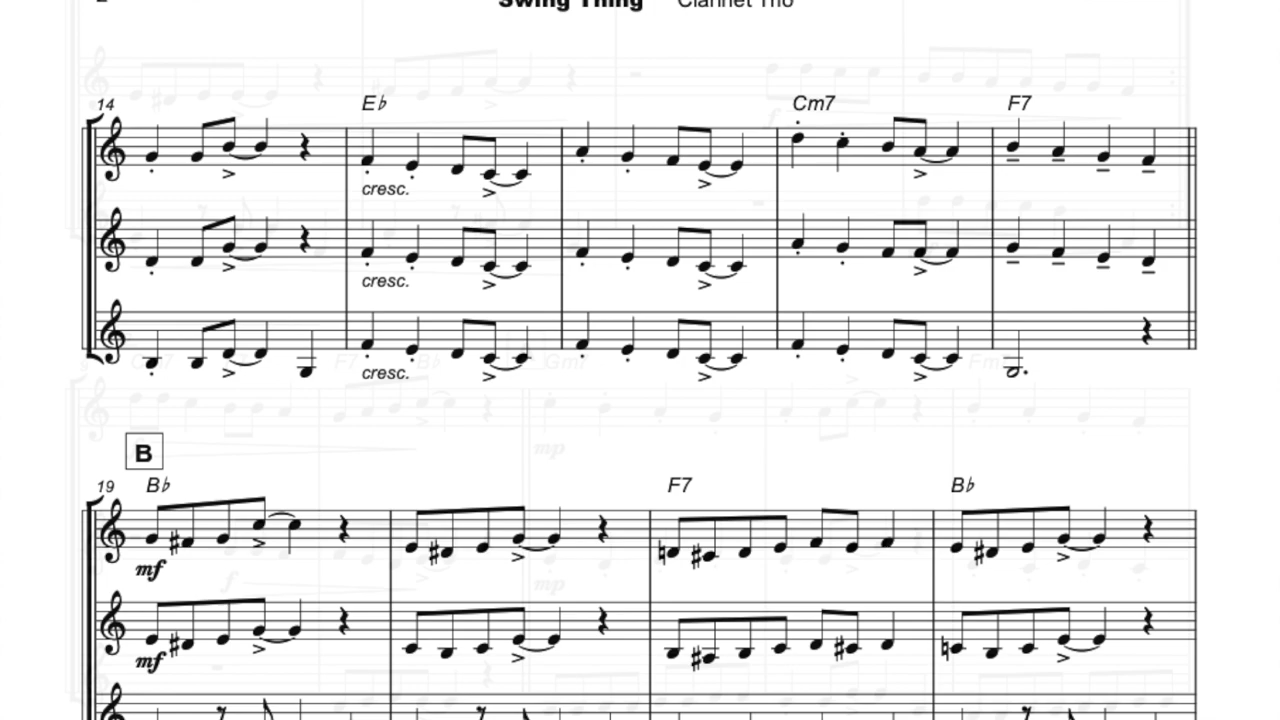 Swing Thing Clarinet Trio
14 E♭ Cm7 F7
cresc.
cresc.
cresc.
B
19 B♭ F7 B♭
mf
mf